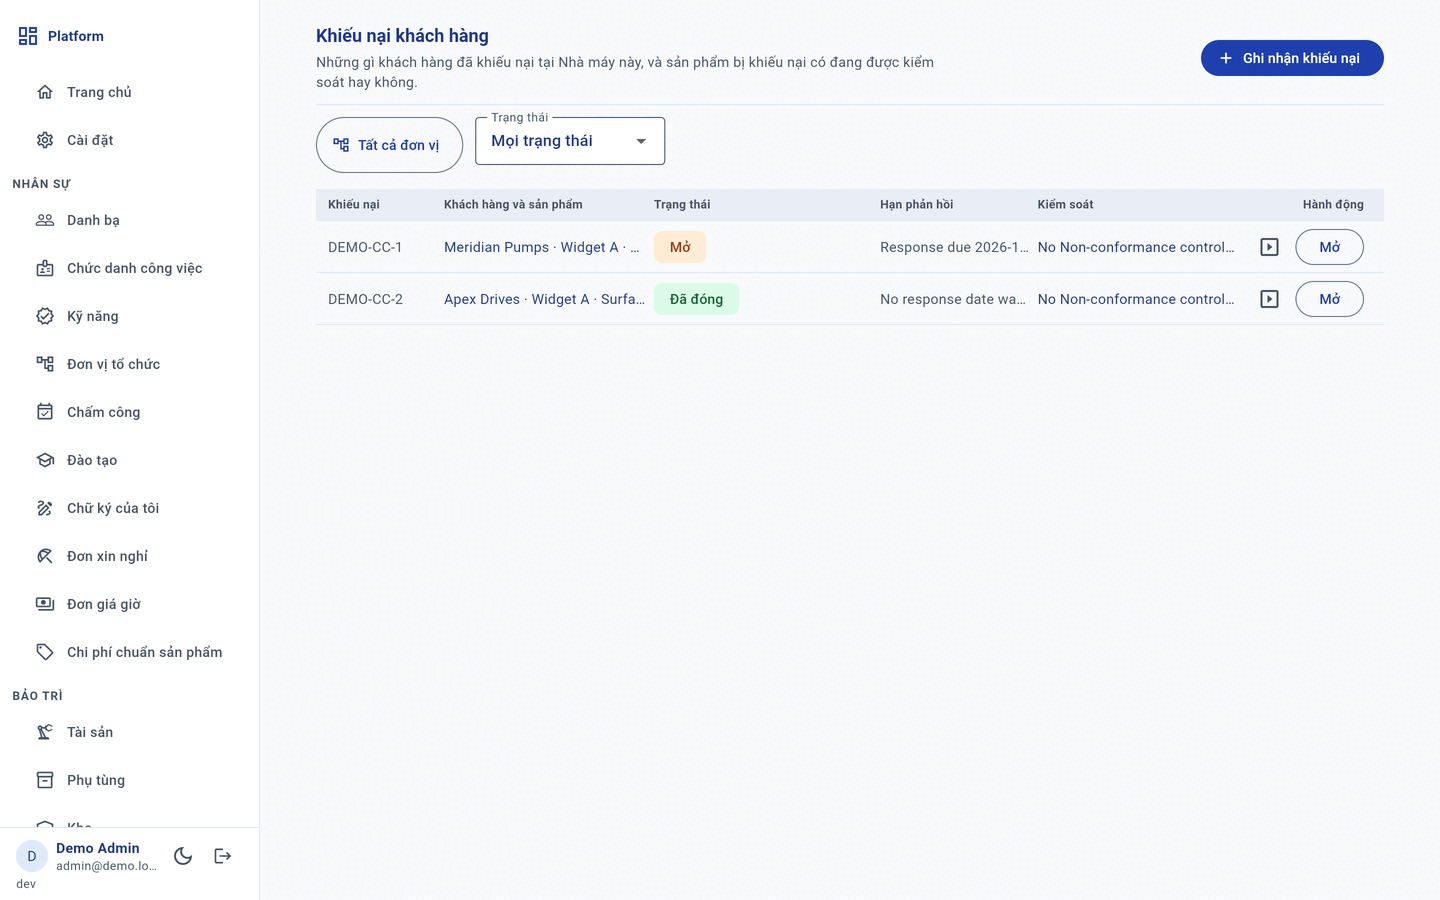 Platform
Trang chủ
Cài đặt
NHÂN SỰ
Danh bạ
Chức danh công việc
Kỹ năng
Đơn vị tổ chức
Chấm công
Đào tạo
Chữ ký của tôi
Đơn xin nghỉ
Đơn giá giờ
Chi phí chuẩn sản phẩm
BẢO TRÌ
Tài sản
Phụ tùng
Kho
D
Demo Admin
admin@demo.lo...
dev
Khiếu nại khách hàng
Những gì khách hàng đã khiếu nại tại Nhà máy này, và sản phẩm bị khiếu nại có đang được kiểm
soát hay không.
Ghi nhận khiếu nại
Tất cả đơn vị
Trạng thái
Mọi trạng thái
Khiếu nại Khách hàng và sản phẩm Trạng thái Hạn phản hồi Kiểm soát Hành động
DEMO-CC-1 Meridian Pumps · Widget A · ... Mở Response due 2026-1... No Non-conformance control... Mở
DEMO-CC-2 Apex Drives · Widget A · Surfa... Đã đóng No response date wa... No Non-conformance control... Mở